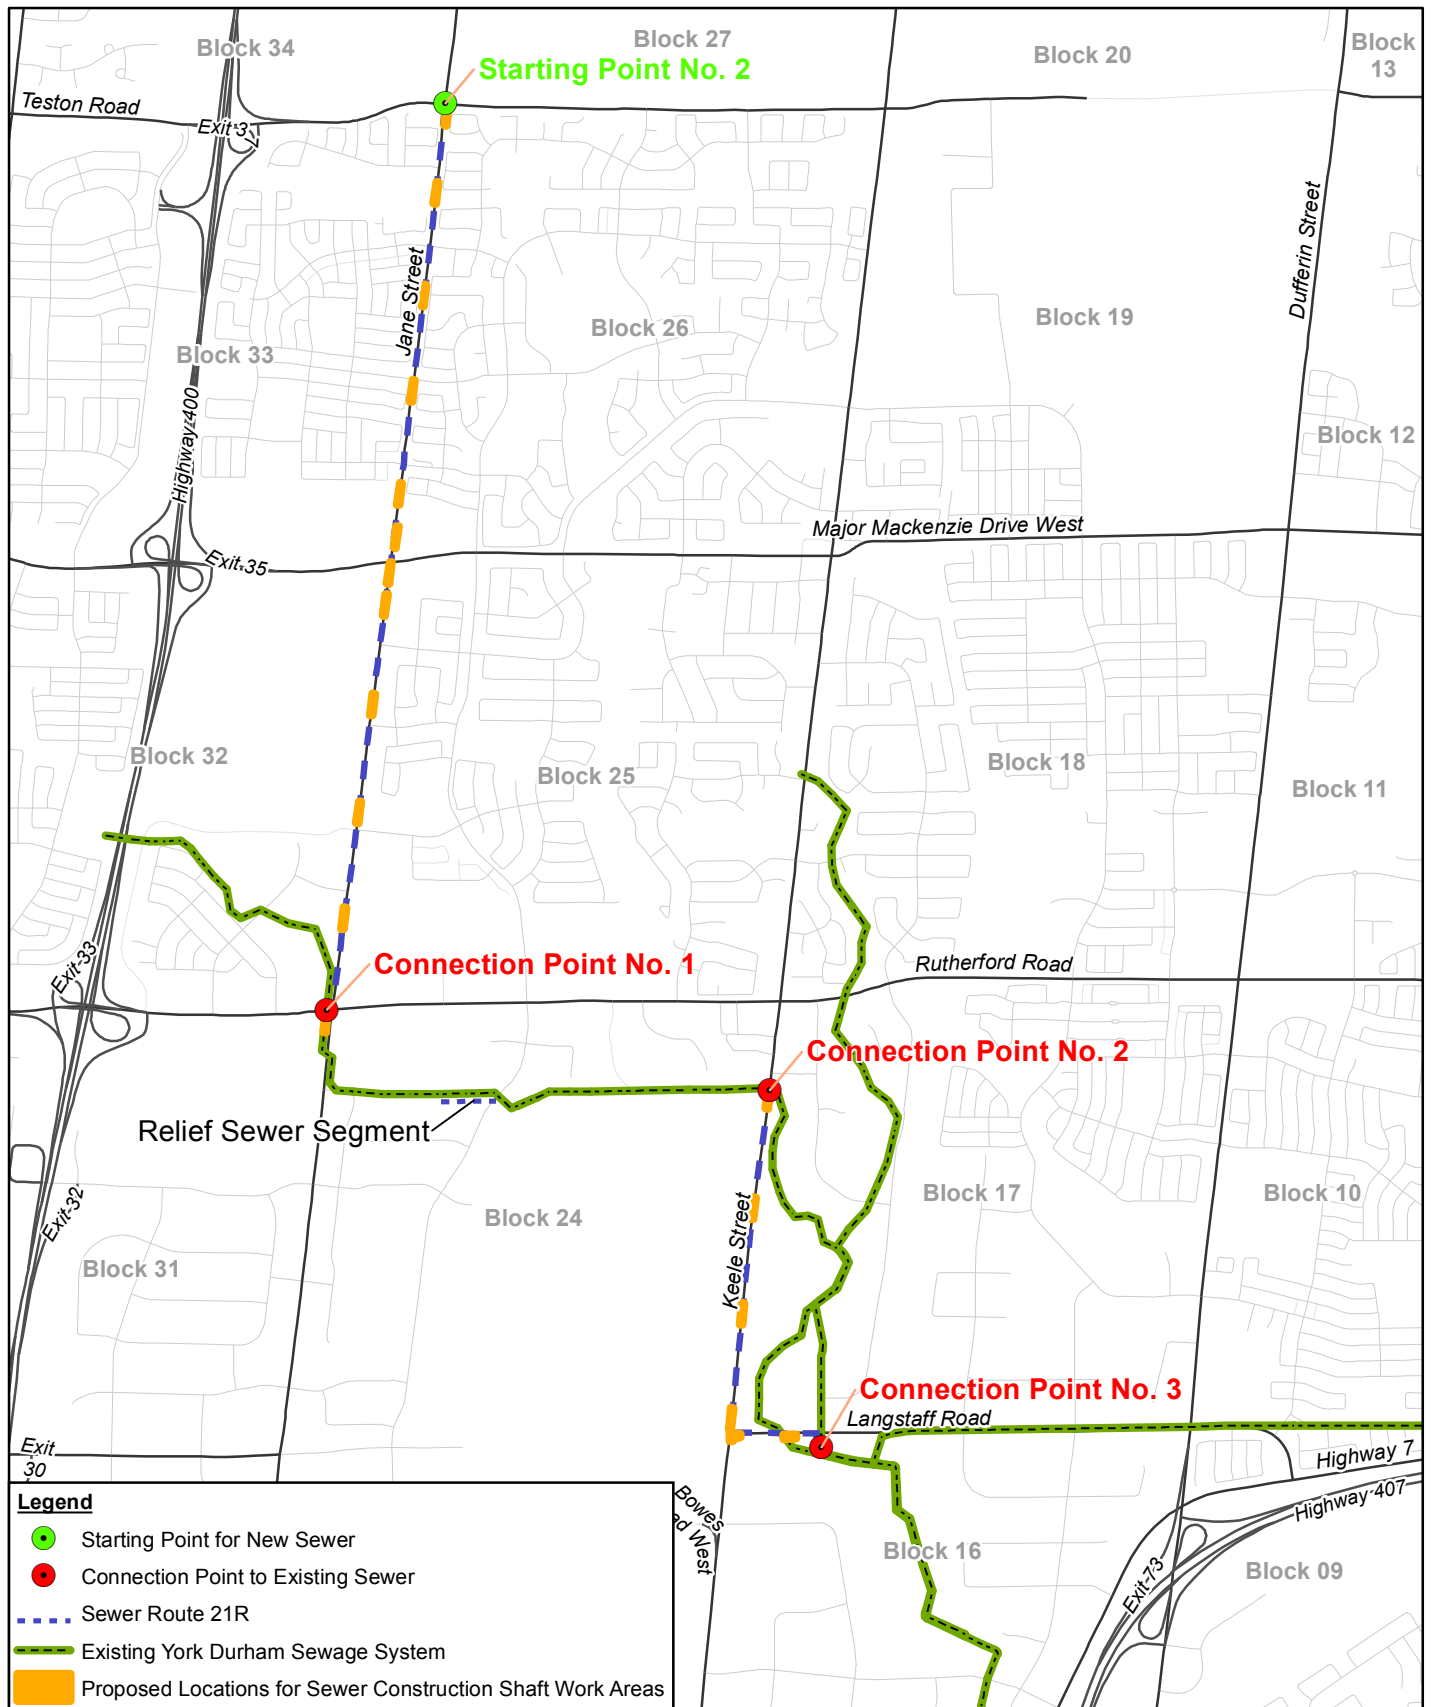 Block 34
Block 27
Block 20
Block
13
Starting Point No. 2
Teston Road
Exit 37
Dufferin Street
Jane Street
Block 26
Block 19
Block 33
Highway 400
Block 12
Major Mackenzie Drive West
Exit 35
Block 32
Block 25
Block 18
Block 11
Exit 33
Connection Point No. 1
Rutherford Road
Connection Point No. 2
Relief Sewer Segment
Exit 32
Block 24
Keele Street
Block 17
Block 10
Block 31
Connection Point No. 3
Langstaff Road
Exit
30
Highway 7
Highway 407
Bowes
ad West
Block 16
Exit 73
Block 09
Legend
Starting Point for New Sewer
Connection Point to Existing Sewer
Sewer Route 21R
Existing York Durham Sewage System
Proposed Locations for Sewer Construction Shaft Work Areas